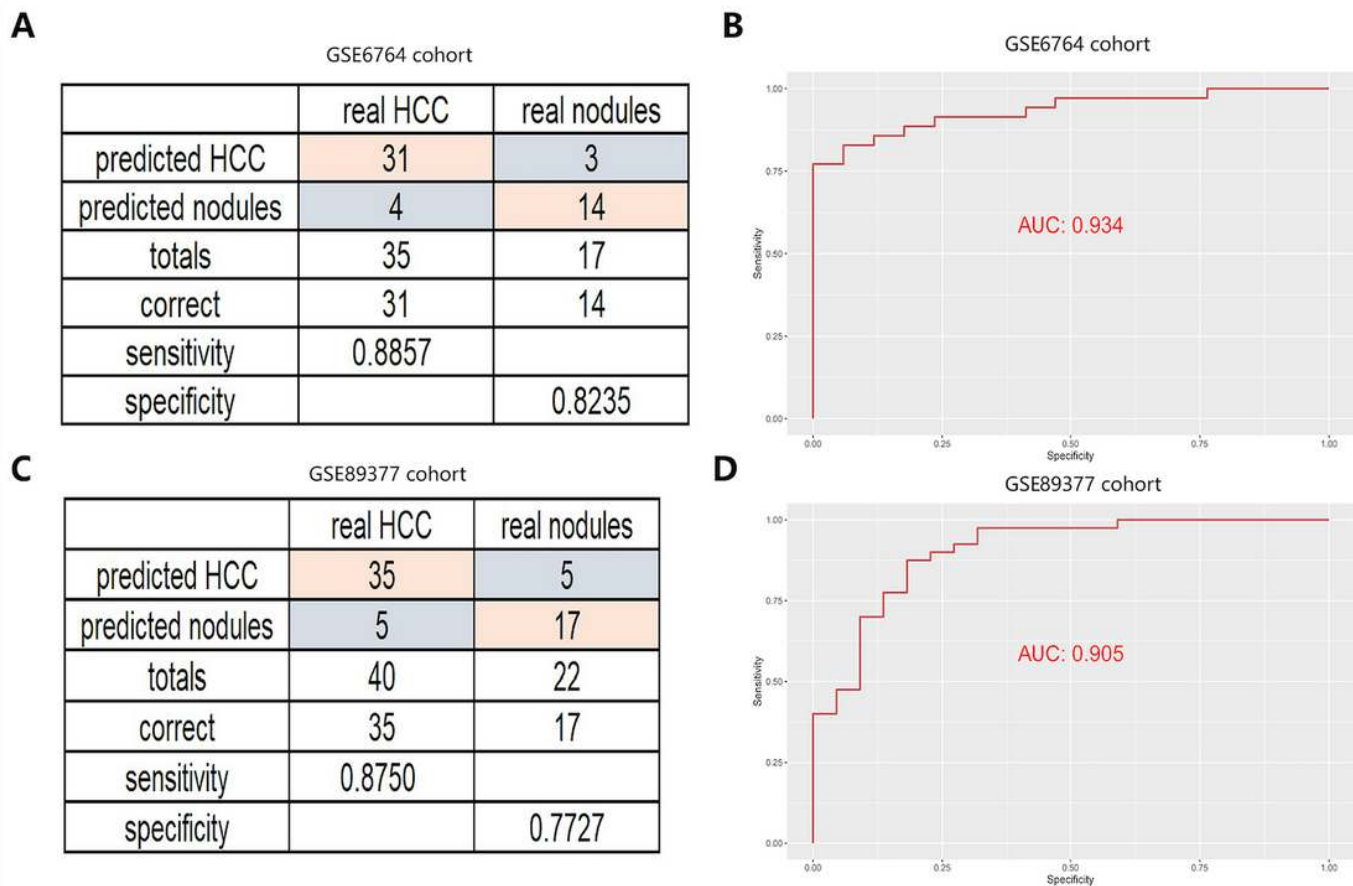 A
GSE6764 cohort
real HCC real nodules
predicted HCC 31 3
predicted nodules 4 14
totals 35 17
correct 31 14
sensitivity 0.8857
specificity 0.8235
B
GSE6764 cohort
1.00
0.75
0.50
0.25
0.00
Sensitivity
AUC: 0.934
0.00 0.25 0.50 0.75 1.00
Specificity
C
GSE89377 cohort
real HCC real nodules
predicted HCC 35 5
predicted nodules 5 17
totals 40 22
correct 35 17
sensitivity 0.8750
specificity 0.7727
D
GSE89377 cohort
1.00
0.75
0.50
0.25
0.00
Sensitivity
AUC: 0.905
0.00 0.25 0.50 0.75 1.00
Specificity